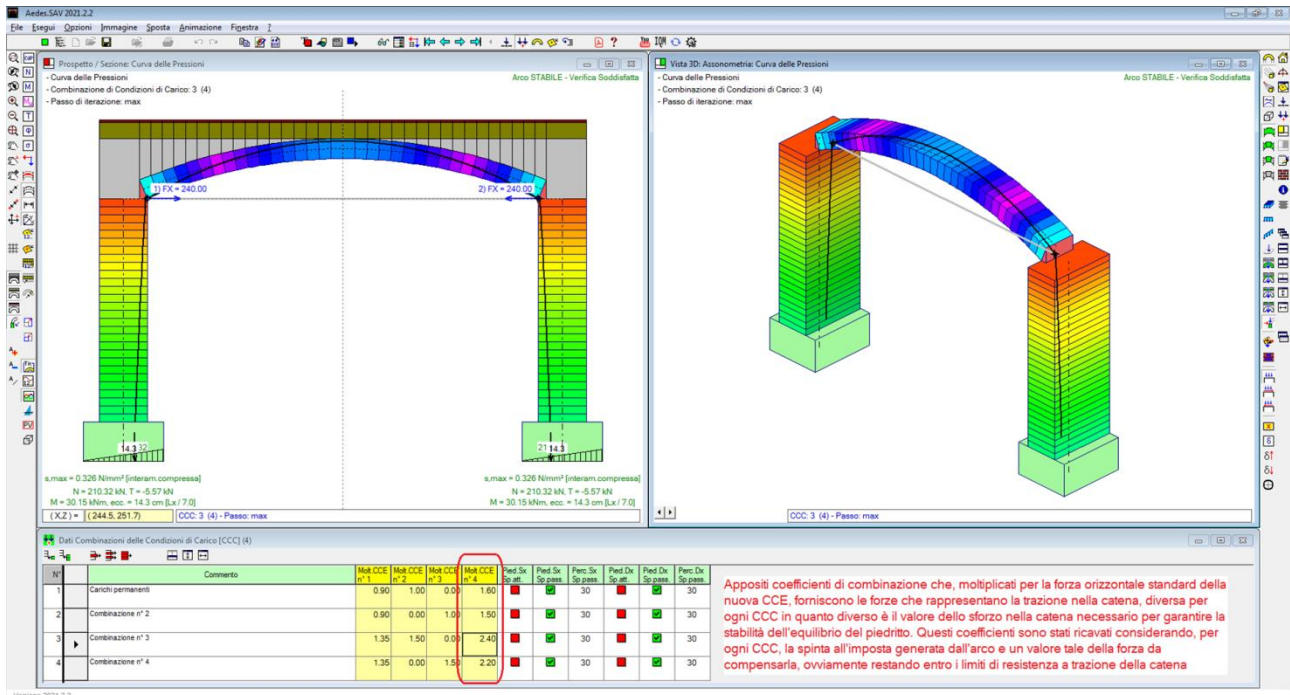 Aedes.SAV 2021.2.2
File Esegui Opzioni Immagine Sposta Animazione Finestra ?
Prospetto / Sezione: Curva delle Pressioni
- Curva delle Pressioni
Arco STABILE - Verifica Soddisfatta
- Combinazione di Condizioni di Carico: 3 (4)
- Passo di iterazione: max
1) FX = 240.00
2) FX = 240.00
14.3
21 14.3
s,max = 0.326 N/mm² [interam.compressa]
N = 210.32 kN, T = -5.57 kN
M = 30.15 kNm, ecc. = 14.3 cm [Lx / 7.0]
s,max = 0.326 N/mm² [interam.compressa]
N = 210.32 kN, T = -5.57 kN
M = 30.15 kNm, ecc. = 14.3 cm [Lx / 7.0]
(X,Z) = (244.5, 251.7) CCC: 3 (4) - Passo: max
Vista 3D: Assonometria: Curva delle Pressioni
- Curva delle Pressioni
Arco STABILE - Verifica Soddisfatta
- Combinazione di Condizioni di Carico: 3 (4)
- Passo di iterazione: max
CCC: 3 (4) - Passo: max
Dati Combinazioni delle Condizioni di Carico [CCC] (4)
N° Commento Molt.CCE n° 1 Molt.CCE n° 2 Molt.CCE n° 3 Molt.CCE n° 4 Pied.Sx Sp.att. Pied.Sx Sp.pass. Perc.Sx Sp.pass. Pied.Dx Sp.att. Pied.Dx Sp.pass. Perc.Dx Sp.pass.
1 Carichi permanenti 0.90 1.00 0.00 1.60 30 30
2 Combinazione n° 2 0.90 0.00 1.00 1.50 30 30
3 Combinazione n° 3 1.35 1.50 0.00 2.40 30 30
4 Combinazione n° 4 1.35 0.00 1.50 2.20 30 30
Appositi coefficienti di combinazione che, moltiplicati per la forza orizzontale standard della
nuova CCE, forniscono le forze che rappresentano la trazione nella catena, diversa per
ogni CCC in quanto diverso è il valore dello sforzo nella catena necessario per garantire la
stabilità dell'equilibrio del piedritto. Questi coefficienti sono stati ricavati considerando, per
ogni CCC, la spinta all'imposta generata dall'arco e un valore tale della forza da
compensarla, ovviamente restando entro i limiti di resistenza a trazione della catena